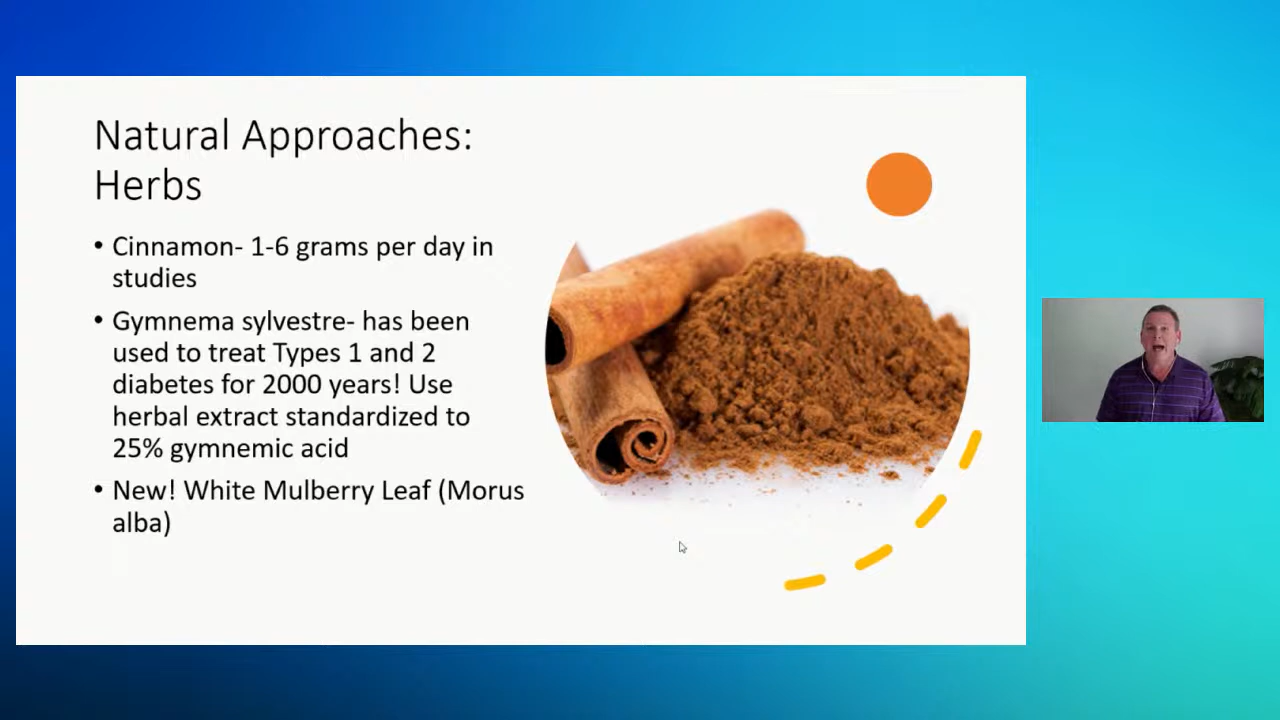 Natural Approaches:
Herbs
• Cinnamon- 1-6 grams per day in
studies
• Gymnema sylvestre- has been
used to treat Types 1 and 2
diabetes for 2000 years! Use
herbal extract standardized to
25% gymnemic acid
• New! White Mulberry Leaf (Morus
alba)